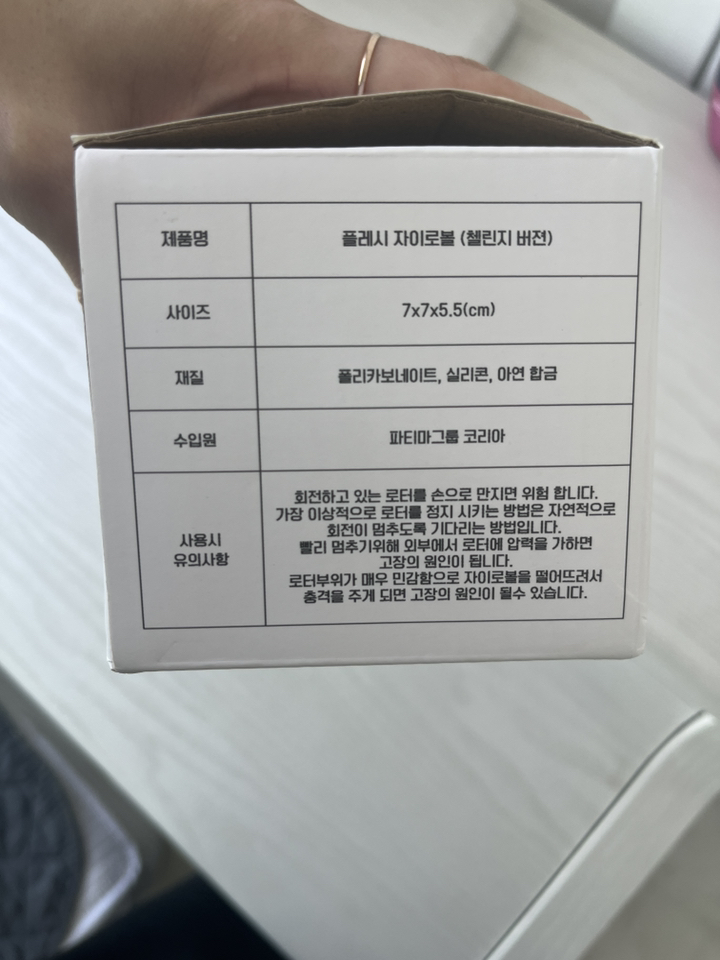 제품명 플레시 자이로볼 (첼린지 버젼)
사이즈 7x7x5.5(cm)
재질 폴리카보네이트, 실리콘, 아연 합금
수입원 파티마그룹 코리아
사용시
유의사항
회전하고 있는 로터를 손으로 만지면 위험 합니다.
가장 이상적으로 로터를 정지 시키는 방법은 자연적으로
회전이 멈추도록 기다리는 방법입니다.
빨리 멈추기위해 외부에서 로터에 압력을 가하면
고장의 원인이 됩니다.
로터부위가 매우 민감함으로 자이로볼을 떨어뜨려서
충격을 주게 되면 고장의 원인이 될수 있습니다.